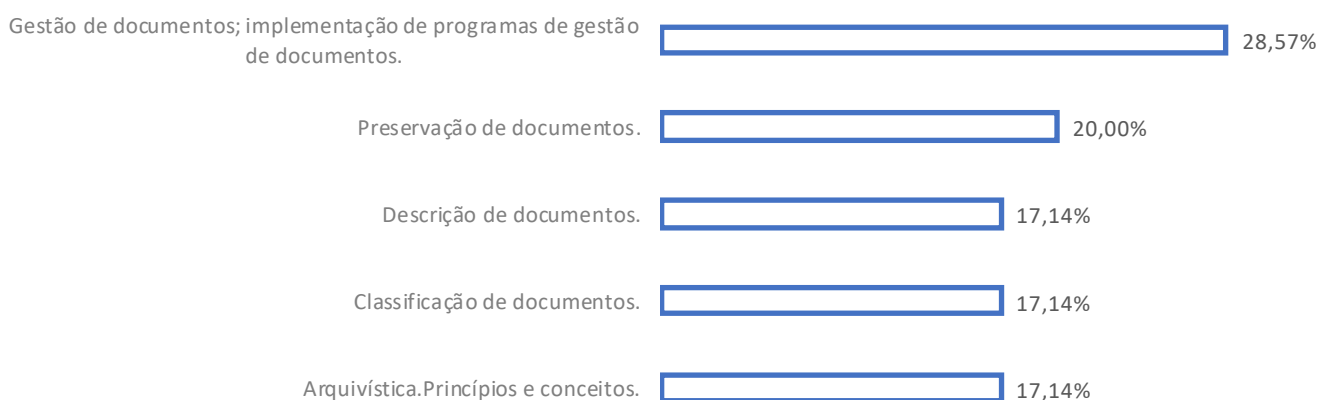 Gestão de documentos; implementação de programas de gestão
de documentos.
28,57%
Preservação de documentos.
20,00%
Descrição de documentos.
17,14%
Classificação de documentos.
17,14%
Arquivística.Princípios e conceitos.
17,14%